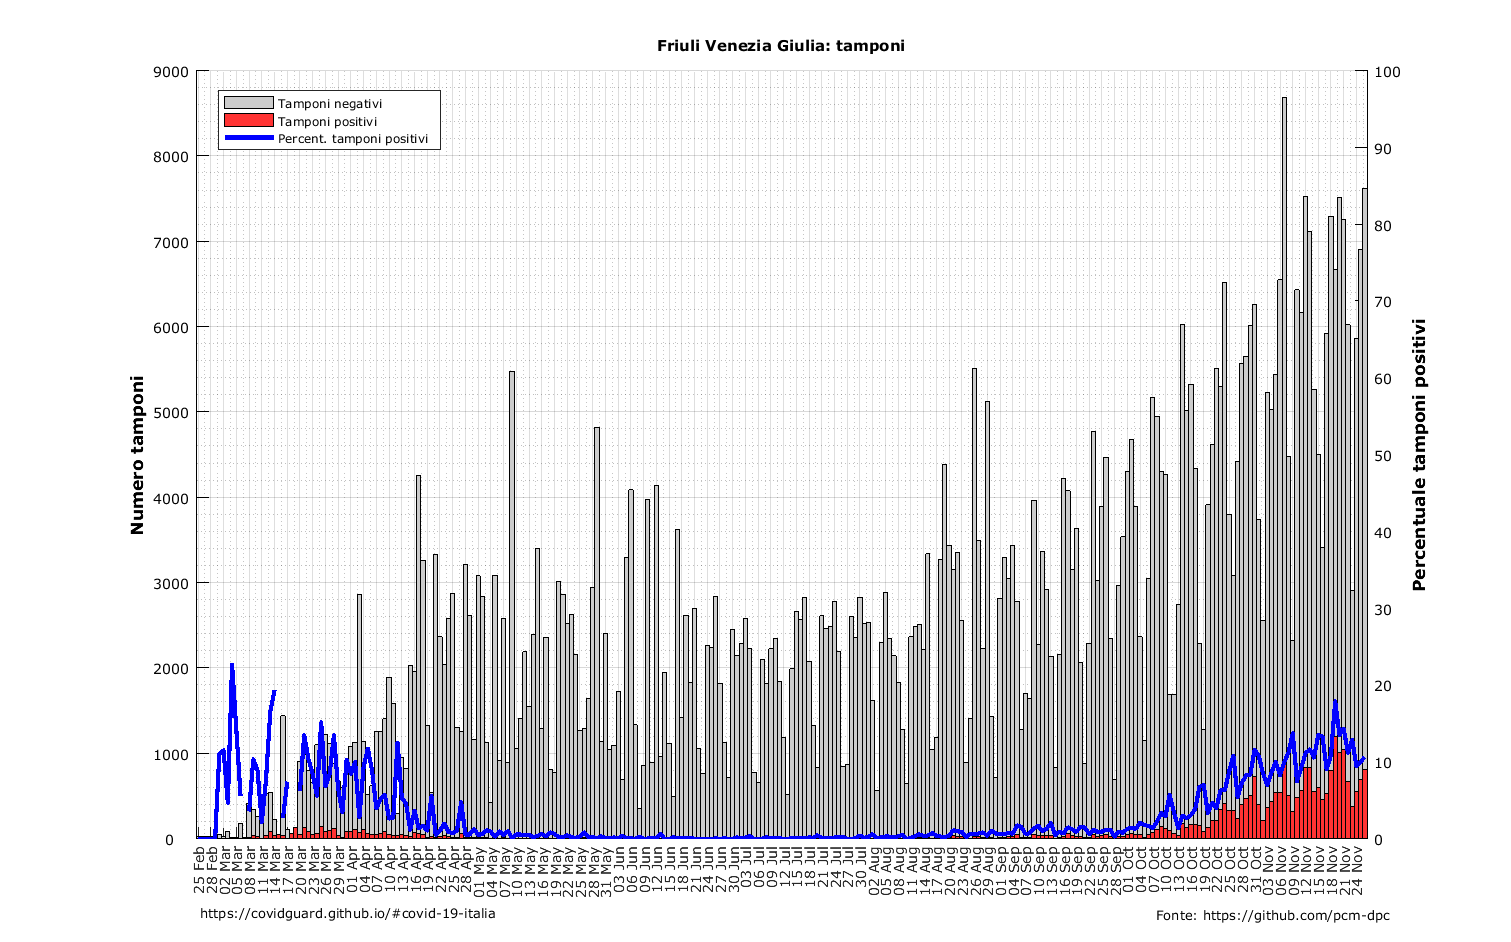 Friuli Venezia Giulia: tamponi
Tamponi negativi
Tamponi positivi
Percent. tamponi positivi
Numero tamponi
9000
8000
7000
6000
5000
4000
3000
2000
1000
0
Percentuale tamponi positivi
100
90
80
70
60
50
40
30
20
10
0
25 Feb
28 Feb
02 Mar
05 Mar
08 Mar
11 Mar
14 Mar
17 Mar
20 Mar
23 Mar
26 Mar
29 Mar
01 Apr
04 Apr
07 Apr
10 Apr
13 Apr
16 Apr
19 Apr
22 Apr
25 Apr
28 Apr
01 May
04 May
07 May
10 May
13 May
16 May
19 May
22 May
25 May
28 May
31 May
03 Jun
06 Jun
09 Jun
12 Jun
15 Jun
18 Jun
21 Jun
24 Jun
27 Jun
30 Jun
03 Jul
06 Jul
09 Jul
12 Jul
15 Jul
18 Jul
21 Jul
24 Jul
27 Jul
30 Jul
02 Aug
05 Aug
08 Aug
11 Aug
14 Aug
17 Aug
20 Aug
23 Aug
26 Aug
29 Aug
01 Sep
04 Sep
07 Sep
10 Sep
13 Sep
16 Sep
19 Sep
22 Sep
25 Sep
28 Sep
01 Oct
04 Oct
07 Oct
10 Oct
13 Oct
16 Oct
19 Oct
22 Oct
25 Oct
28 Oct
31 Oct
03 Nov
06 Nov
09 Nov
12 Nov
15 Nov
18 Nov
21 Nov
24 Nov
https://covidguard.github.io/#covid-19-italia
Fonte: https://github.com/pcm-dpc